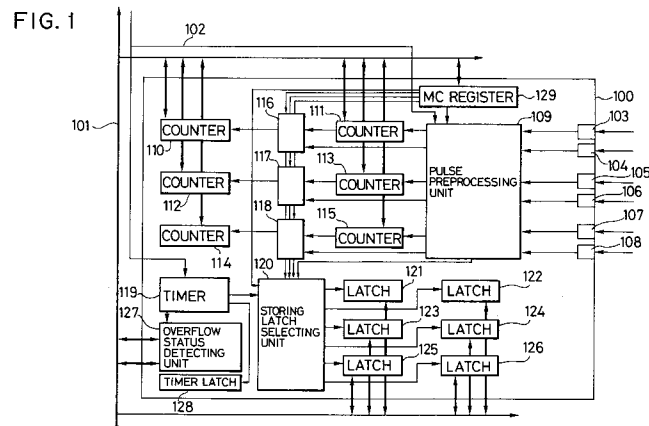 FIG. 1
102
101
MC REGISTER
129
100
116
111
109
103
COUNTER
COUNTER
110
104
117
113
PULSE
PREPROCESSING
UNIT
105
COUNTER
COUNTER
112
106
118
115
107
COUNTER
COUNTER
114
108
120
121
122
119
TIMER
STORING
LATCH
SELECTING
UNIT
LATCH
LATCH
127
123
124
OVERFLOW
STATUS
DETECTING
UNIT
LATCH
LATCH
125
126
TIMER LATCH
LATCH
LATCH
128